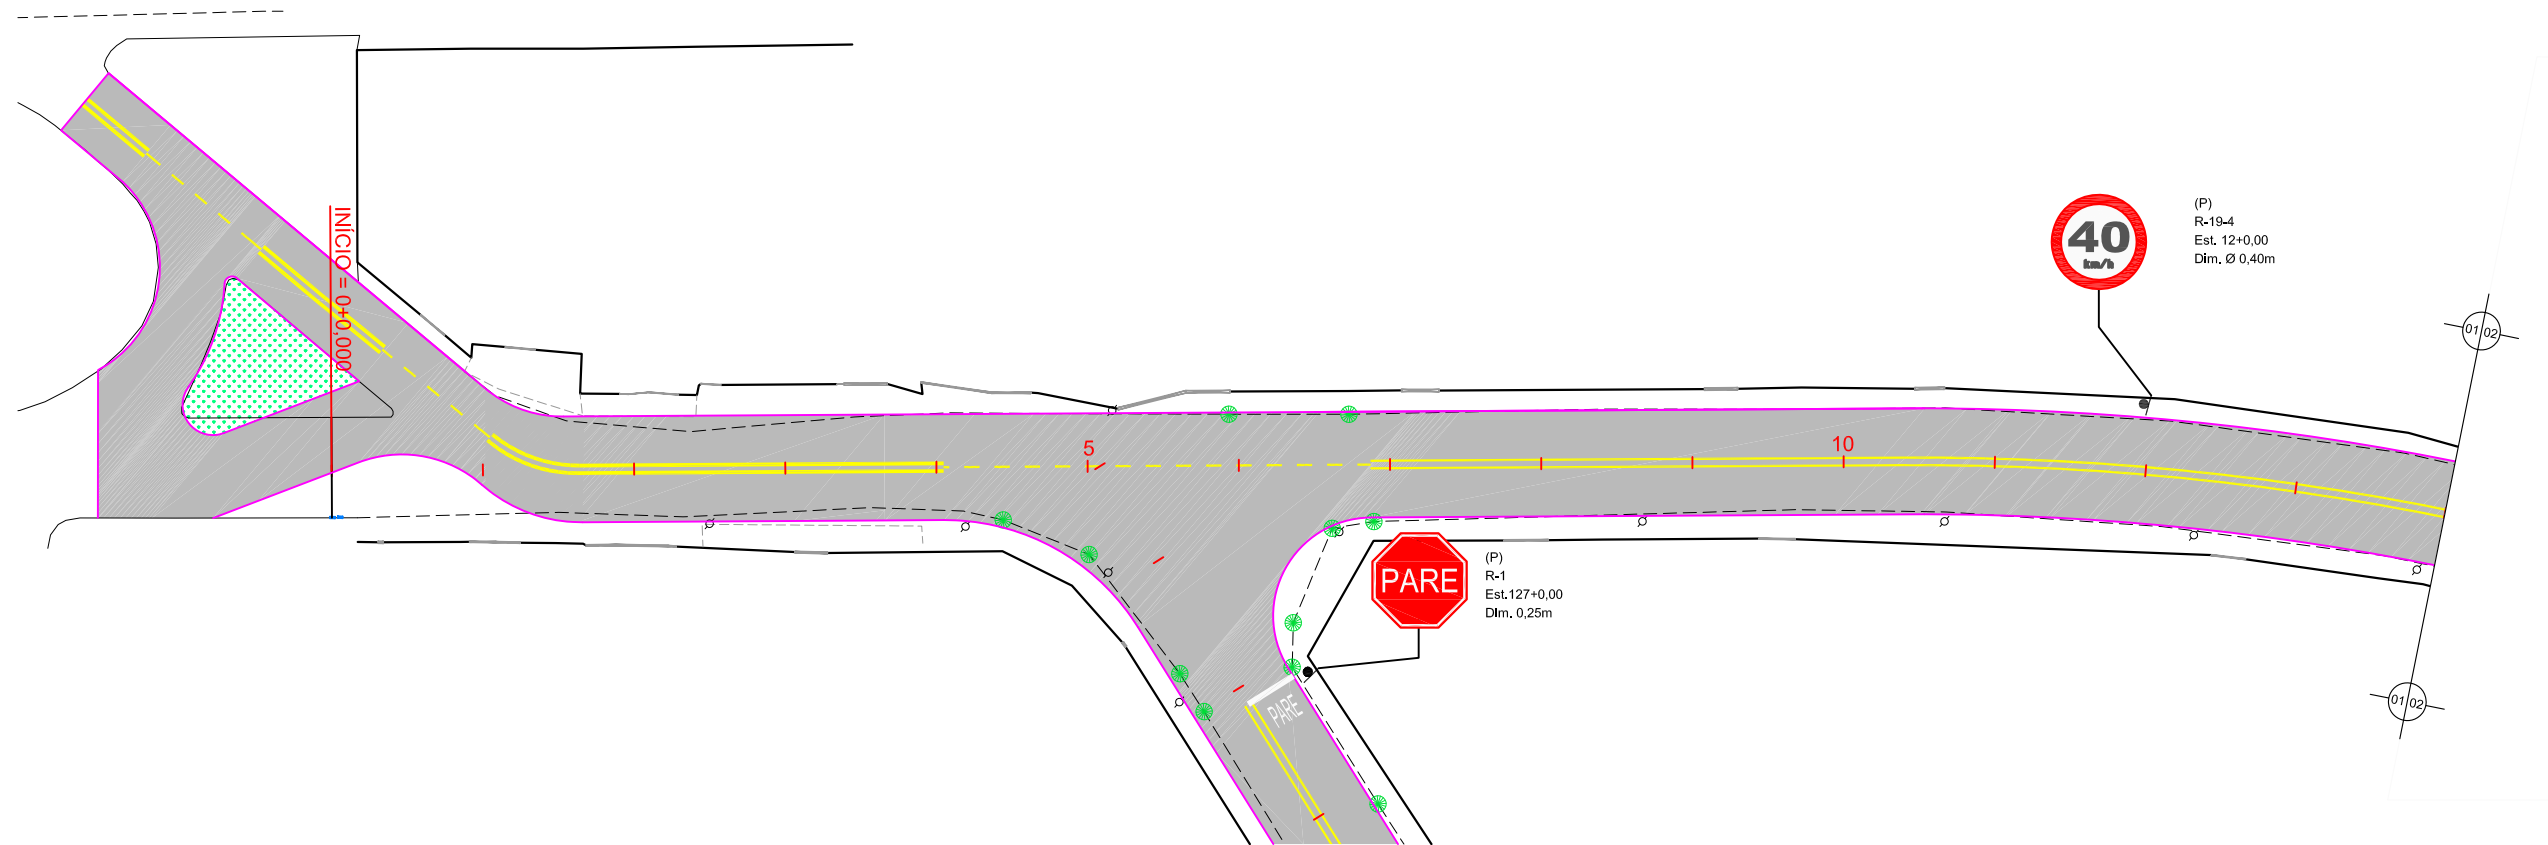 INÍCIO = 0+0,000
5
10
40
km/h
(P)
R-19-4
Est. 12+0,00
Dim. Ø 0,40m
01 02
PARE
(P)
R-1
Est.127+0,00
Dim. 0,25m
PARE
01 02